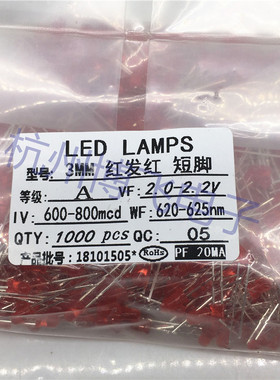 LED LAMPS
型号: 3MM 红发红 短脚
等级: A VF: 2.0-2.2V
IV: 600-800mcd WF: 620-625nm
QTY: 1000 pcs QC: 05
产品批号: 18101505* RoHS PF 20MA